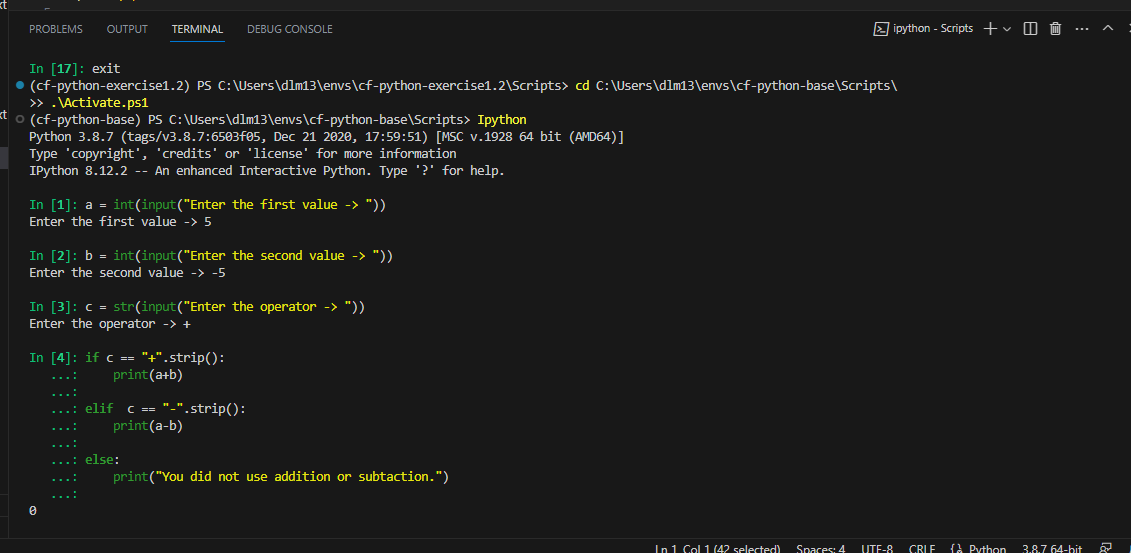 PROBLEMS OUTPUT TERMINAL DEBUG CONSOLE ipython - Scripts
In [17]: exit
(cf-python-exercise1.2) PS C:\Users\dlm13\envs\cf-python-exercise1.2\Scripts> cd C:\Users\dlm13\envs\cf-python-base\Scripts\
>> .\Activate.ps1
(cf-python-base) PS C:\Users\dlm13\envs\cf-python-base\Scripts> Ipython
Python 3.8.7 (tags/v3.8.7:6503f05, Dec 21 2020, 17:59:51) [MSC v.1928 64 bit (AMD64)]
Type 'copyright', 'credits' or 'license' for more information
IPython 8.12.2 -- An enhanced Interactive Python. Type '?' for help.
In [1]: a = int(input("Enter the first value -> "))
Enter the first value -> 5
In [2]: b = int(input("Enter the second value -> "))
Enter the second value -> -5
In [3]: c = str(input("Enter the operator -> "))
Enter the operator -> +
In [4]: if c == "+".strip():
   ...:     print(a+b)
   ...:
   ...: elif  c == "-".strip():
   ...:     print(a-b)
   ...:
   ...: else:
   ...:     print("You did not use addition or subtaction.")
   ...:
0
Ln 1, Col 1 (42 selected) Spaces: 4 UTF-8 CRLF {} Python 3.8.7 64-bit